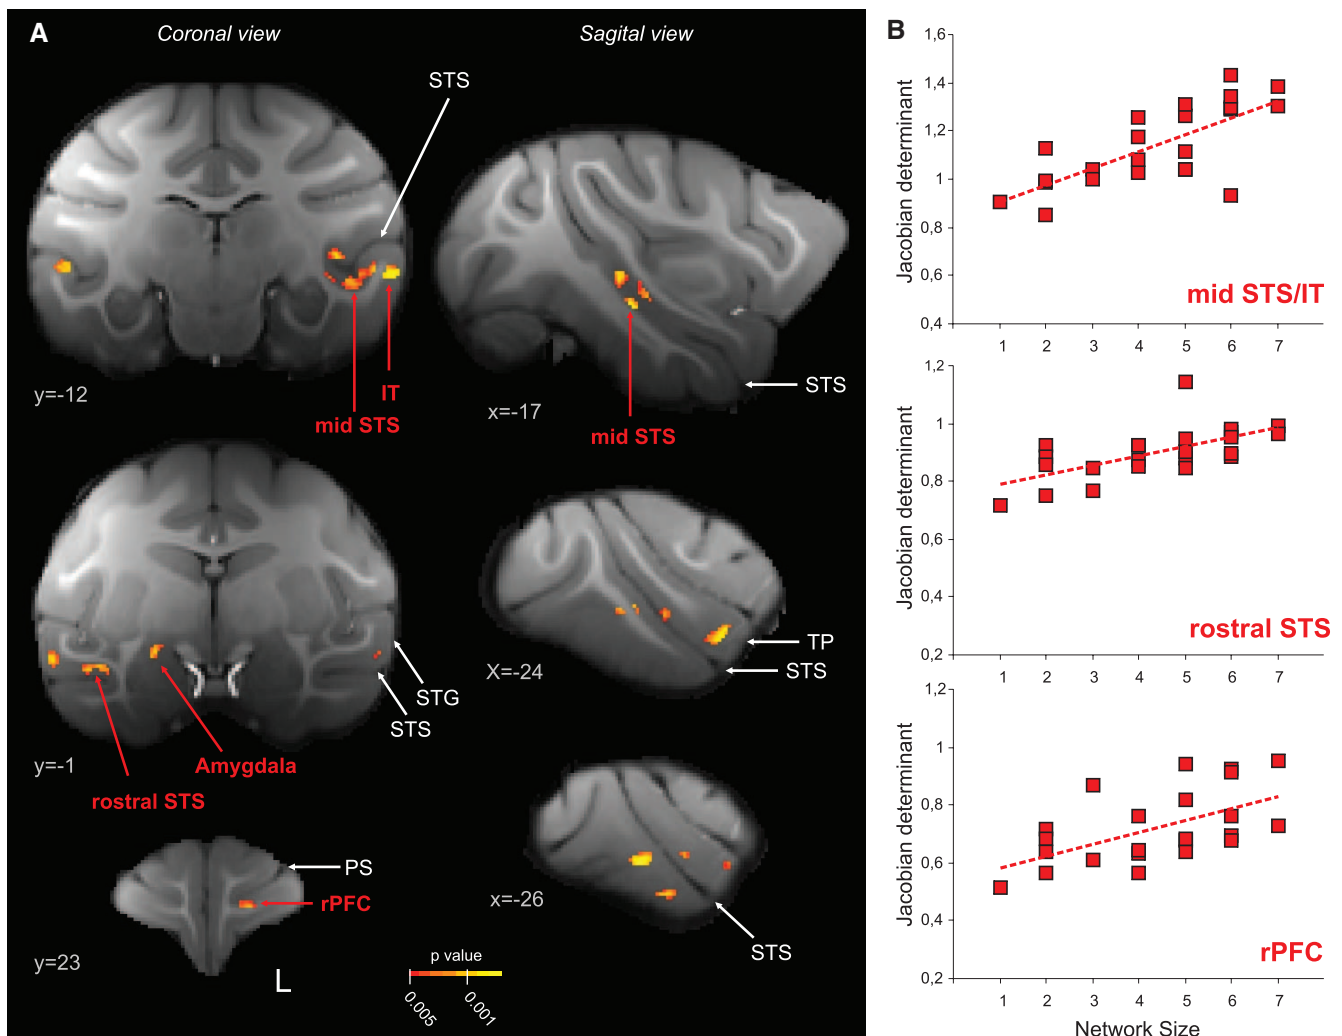 A
Coronal view
Sagital view
STS
IT
mid STS
y=-12
STS
x=-17
mid STS
STG
STS
Amygdala
rostral STS
y=-1
TP
STS
X=-24
PS
rPFC
y=23
L
x=-26
STS
p value
0.005
0.001
B
Jacobian determinant
1,6
1,4
1,2
1
0,8
0,6
0,4
mid STS/IT
1 2 3 4 5 6 7
Jacobian determinant
1,2
1
0,8
0,6
0,4
0,2
rostral STS
1 2 3 4 5 6 7
Jacobian determinant
1,2
1
0,8
0,6
0,4
0,2
rPFC
1 2 3 4 5 6 7
Network Size